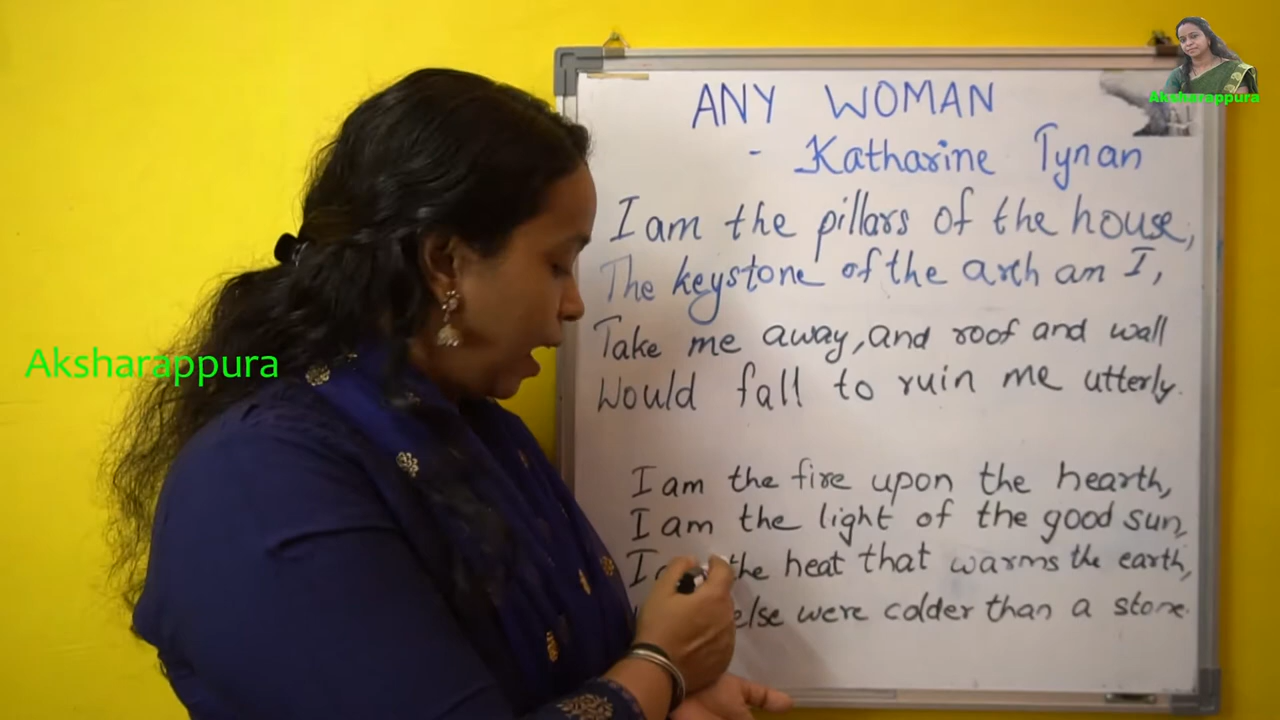 ANY WOMAN
- Katharine Tynan
I am the pillars of the house,
The keystone of the arch am I,
Take me away, and roof and wall
Would fall to ruin me utterly.
I am the fire upon the hearth,
I am the light of the good sun,
I the heat that warms the earth,
else were colder than a stone.
Aksharappura
Aksharappura